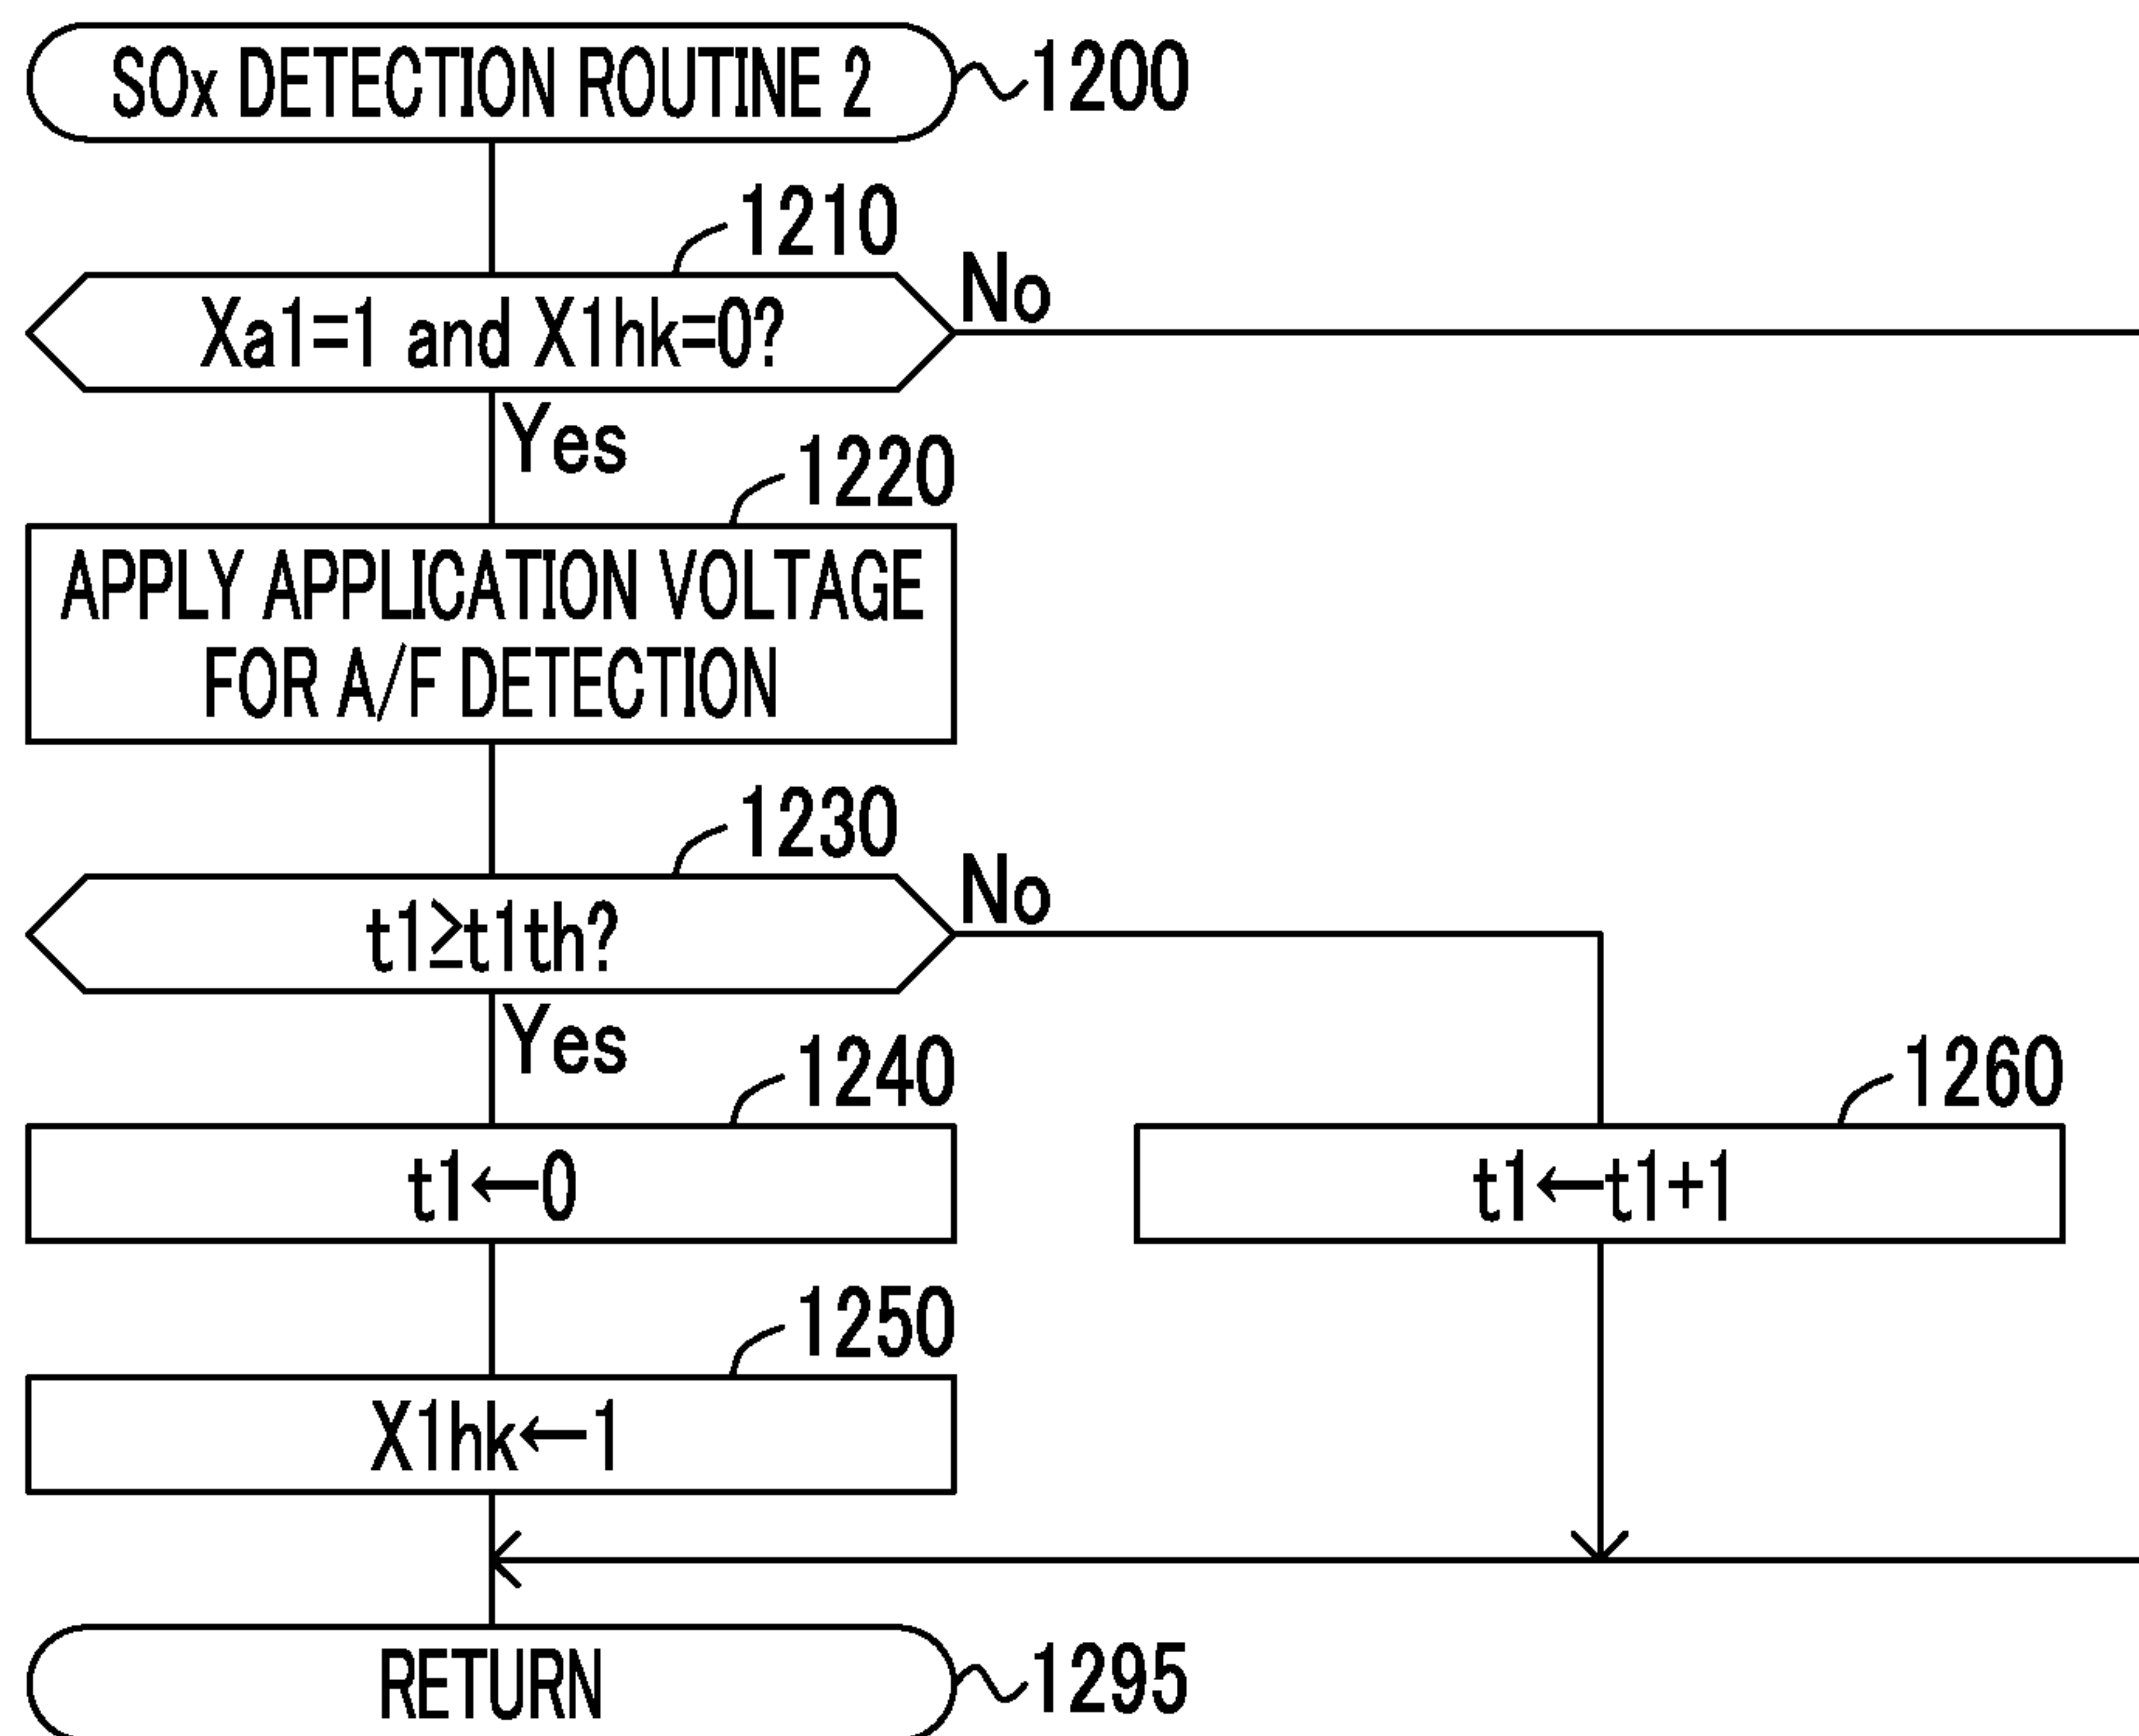 SOx DETECTION ROUTINE 2
1200
1210
Xa1=1 and X1hk=0?
No
Yes
1220
APPLY APPLICATION VOLTAGE
FOR A/F DETECTION
1230
t1≥t1th?
No
Yes
1240
t1←0
1260
t1←t1+1
1250
X1hk←1
RETURN
1295